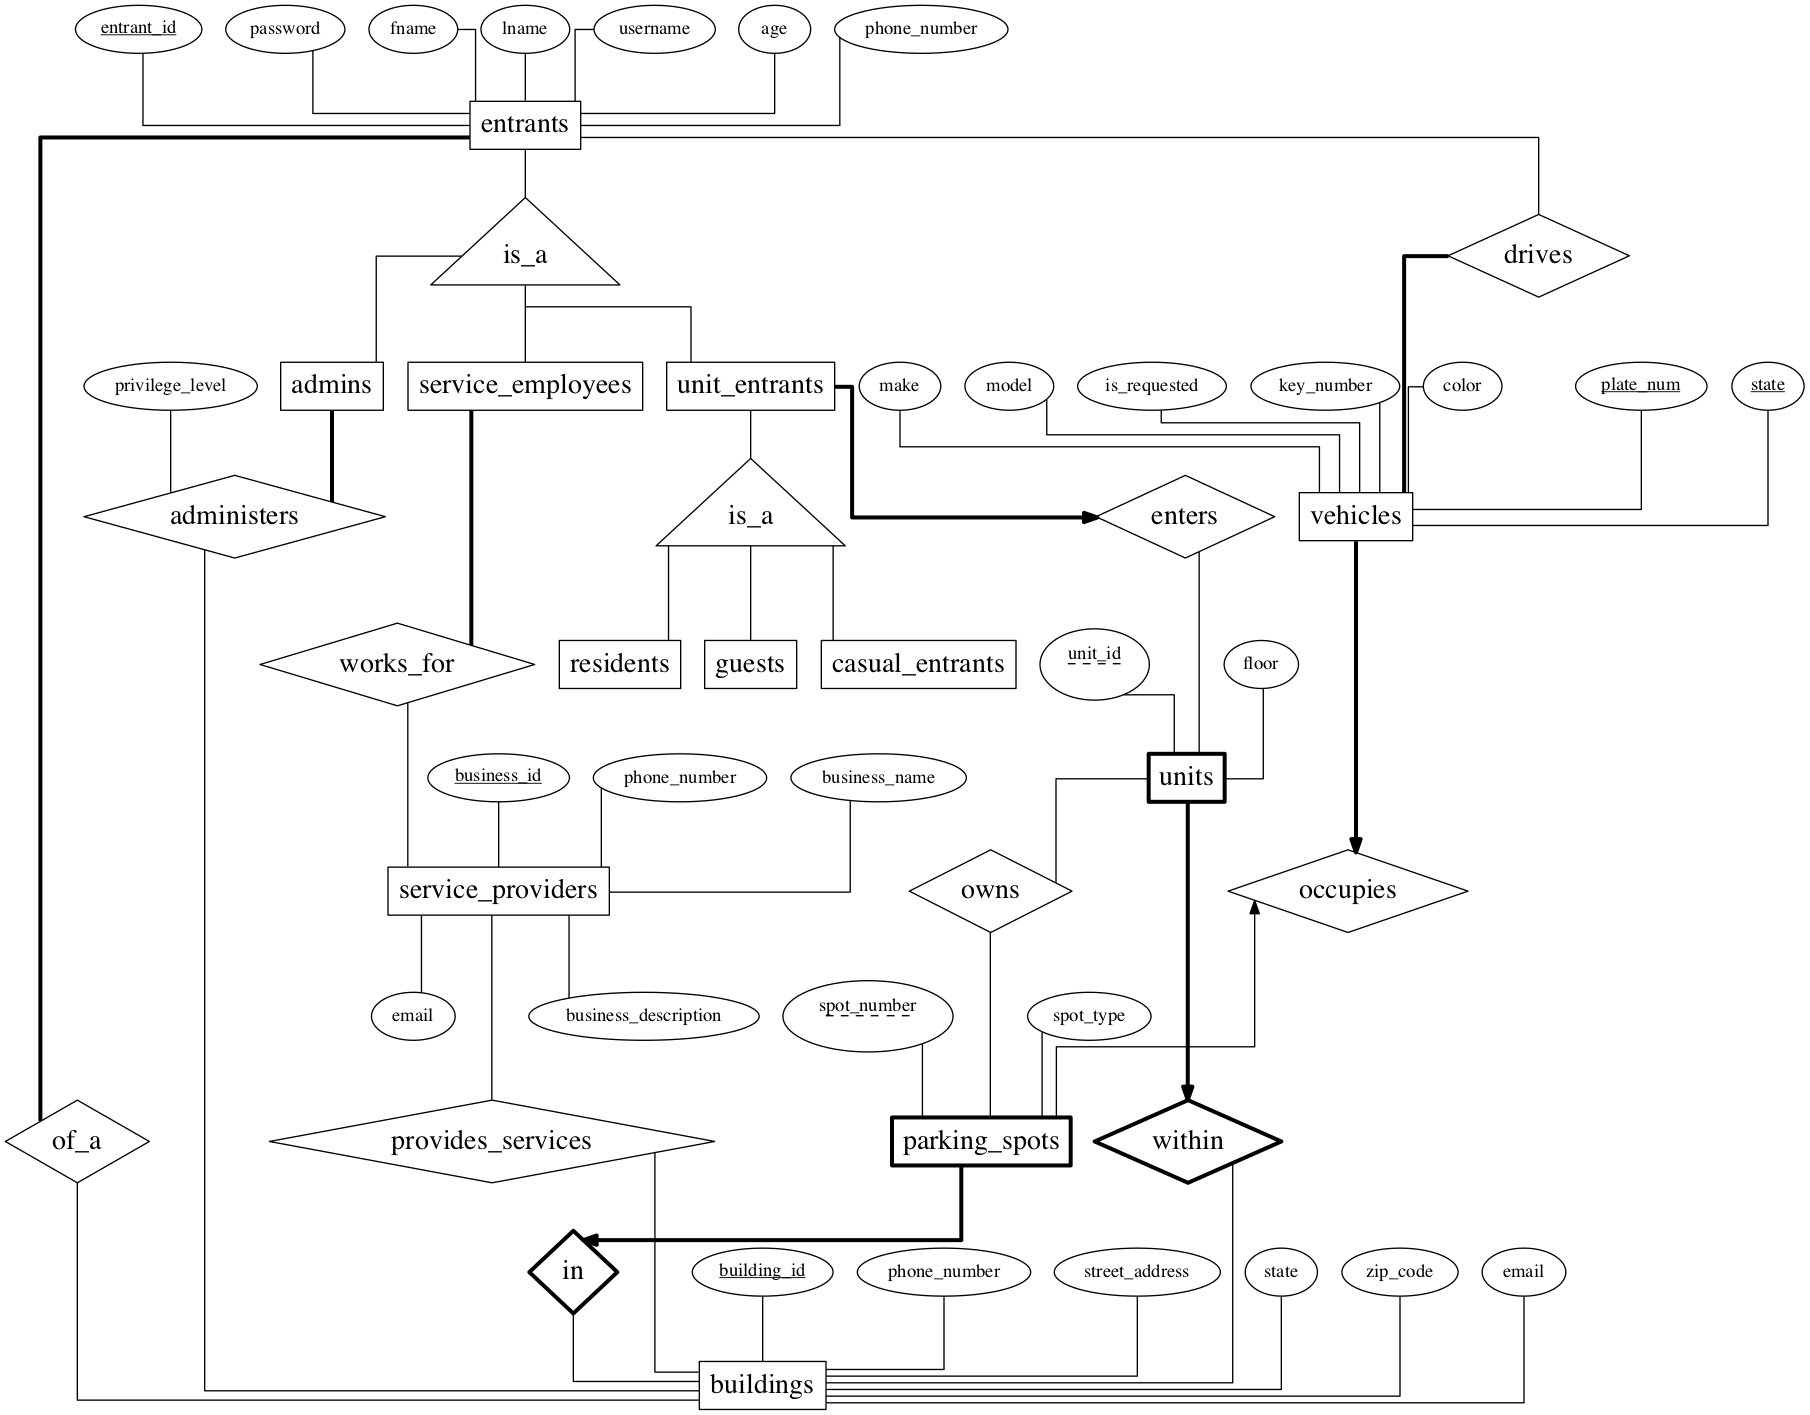 entrant_id
password
fname
lname
username
age
phone_number
entrants
is_a
drives
privilege_level
admins
service_employees
unit_entrants
make
model
is_requested
key_number
color
plate_num
state
administers
is_a
enters
vehicles
works_for
residents
guests
casual_entrants
unit_id
floor
business_id
phone_number
business_name
units
service_providers
owns
occupies
email
business_description
spot_number
spot_type
of_a
provides_services
parking_spots
within
in
building_id
phone_number
street_address
state
zip_code
email
buildings